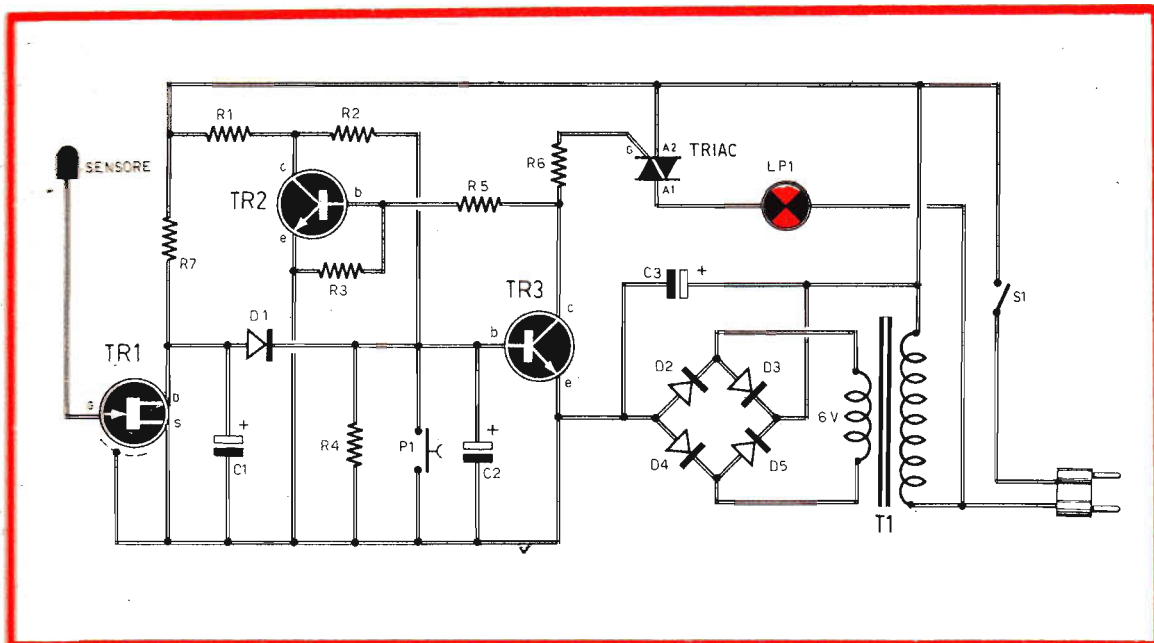 R1
R2
SENSORE
c
TR2
b
e
R3
R5
R6
G
A2
TRIAC
A1
LP1
R7
D1
TR1
G
D
S
+
C1
R4
P1
+
C2
TR3
b
c
e
C3
+
D2
D3
D4
D5
6V
T1
S1